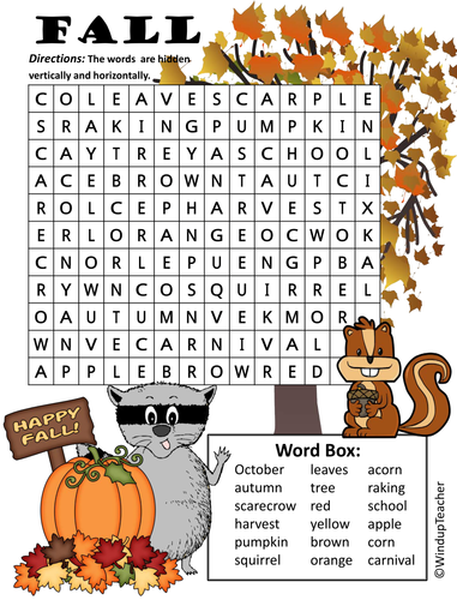 FALL
Directions: The words are hidden
vertically and horizontally.
C O L E A V E S C A R P L E
S R A K I N G P U M P K I N
C A Y T R E Y A S C H O O L
A C E B R O W N T A U T C I
R O L C E P H A R V E S T X
E R L O R A N G E O C W O K
C N O R L E P U E N G P B A
R Y W N C O S Q U I R R E L
O A U T U M N V E K M O R
W N V E C A R N I V A L
A P P L E B R O W R E D
HAPPY
FALL!
Word Box:
October leaves acorn
autumn tree raking
scarecrow red school
harvest yellow apple
pumpkin brown corn
squirrel orange carnival
©WindupTeacher